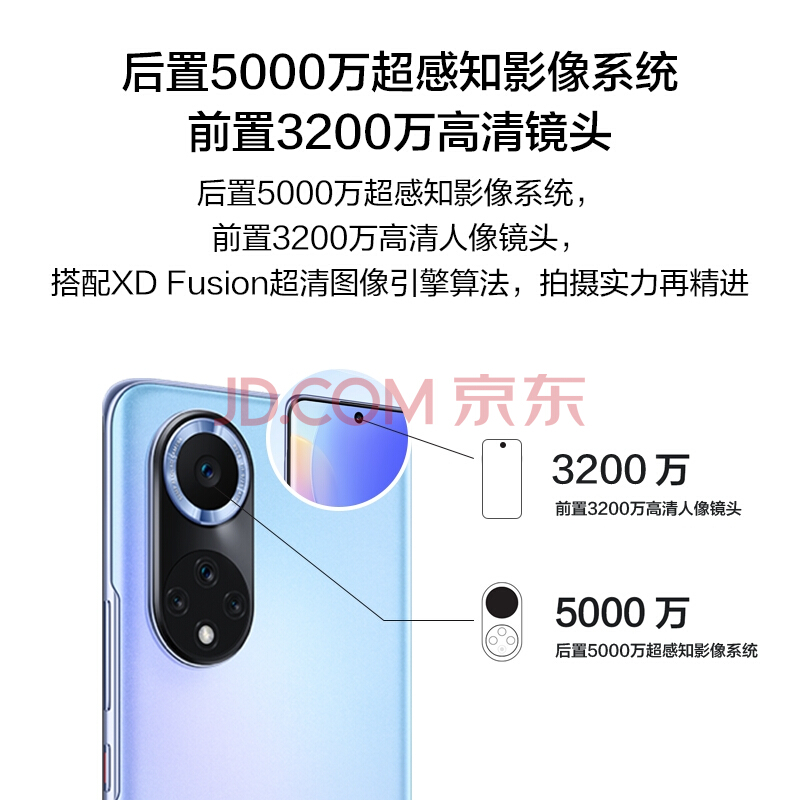 后置5000万超感知影像系统
前置3200万高清镜头
后置5000万超感知影像系统，
前置3200万高清人像镜头，
搭配XD Fusion超清图像引擎算法，拍摄实力再精进
JD.COM 京东
3200 万
前置3200万高清人像镜头
5000 万
后置5000万超感知影像系统